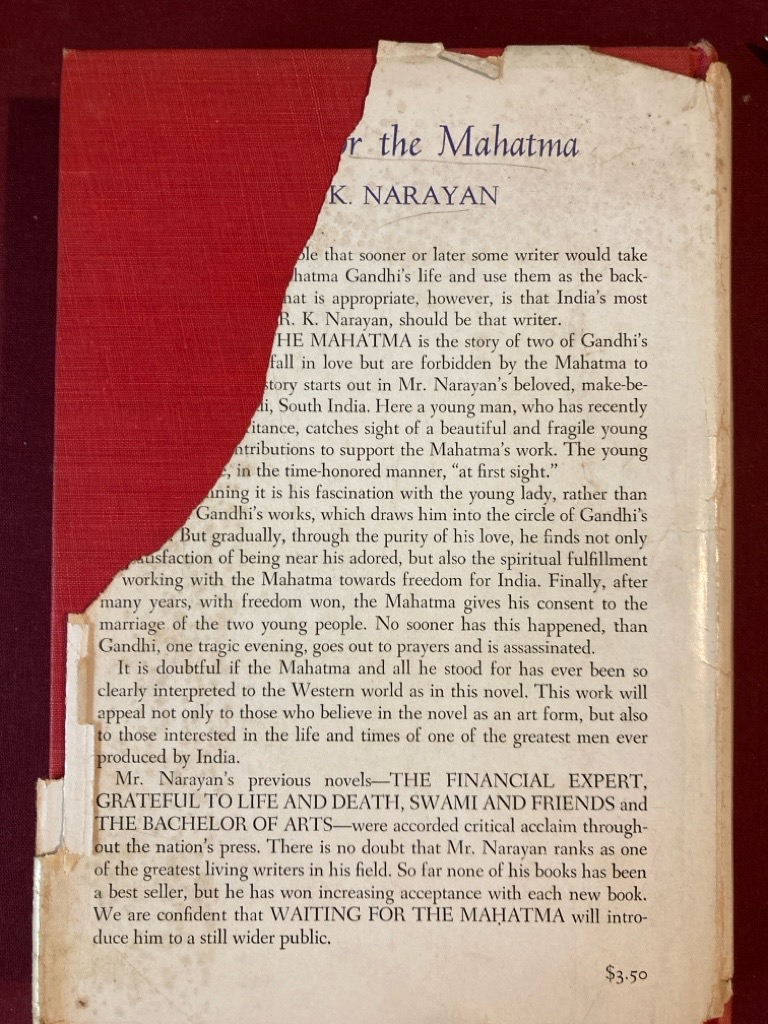 the Mahatma
K. NARAYAN
that sooner or later some writer would take
Gandhi's life and use them as the back-
is appropriate, however, is that India's most
R. K. Narayan, should be that writer.
MAHATMA is the story of two of Gandhi's
fall in love but are forbidden by the Mahatma to
story starts out in Mr. Narayan's beloved, make-be-
South India. Here a young man, who has recently
catches sight of a beautiful and fragile young
to support the Mahatma's work. The young
in the time-honored manner, "at first sight."
it is his fascination with the young lady, rather than
Gandhi's works, which draws him into the circle of Gandhi's
But gradually, through the purity of his love, he finds not only
of being near his adored, but also the spiritual fulfillment
working with the Mahatma towards freedom for India. Finally, after
many years, with freedom won, the Mahatma gives his consent to the
marriage of the two young people. No sooner has this happened, than
Gandhi, one tragic evening, goes out to prayers and is assassinated.
It is doubtful if the Mahatma and all he stood for has ever been so
clearly interpreted to the Western world as in this novel. This work will
appeal not only to those who believe in the novel as an art form, but also
to those interested in the life and times of one of the greatest men ever
produced by India.
Mr. Narayan's previous novels—THE FINANCIAL EXPERT,
GRATEFUL TO LIFE AND DEATH, SWAMI AND FRIENDS and
THE BACHELOR OF ARTS—were accorded critical acclaim through-
out the nation's press. There is no doubt that Mr. Narayan ranks as one
of the greatest living writers in his field. So far none of his books has been
a best seller, but he has won increasing acceptance with each new book.
We are confident that WAITING FOR THE MAHATMA will intro-
duce him to a still wider public.
$3.50